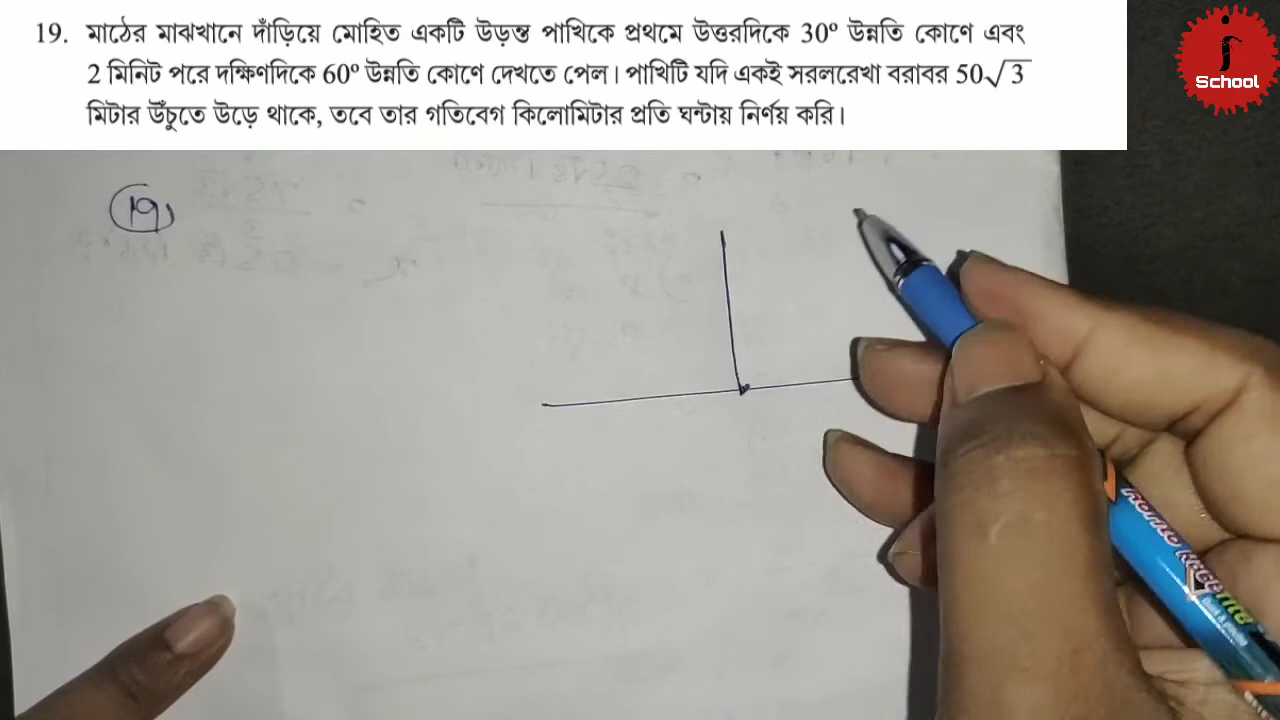 19. মাঠের মাঝখানে দাঁড়িয়ে মোহিত একটি উড়ন্ত পাখিকে প্রথমে উত্তরদিকে 30° উন্নতি কোণে এবং
2 মিনিট পরে দক্ষিণদিকে 60° উন্নতি কোণে দেখতে পেল। পাখিটি যদি একই সরলরেখা বরাবর 50√3
মিটার উঁচুতে উড়ে থাকে, তবে তার গতিবেগ কিলোমিটার প্রতি ঘন্টায় নির্ণয় করি।
School
19